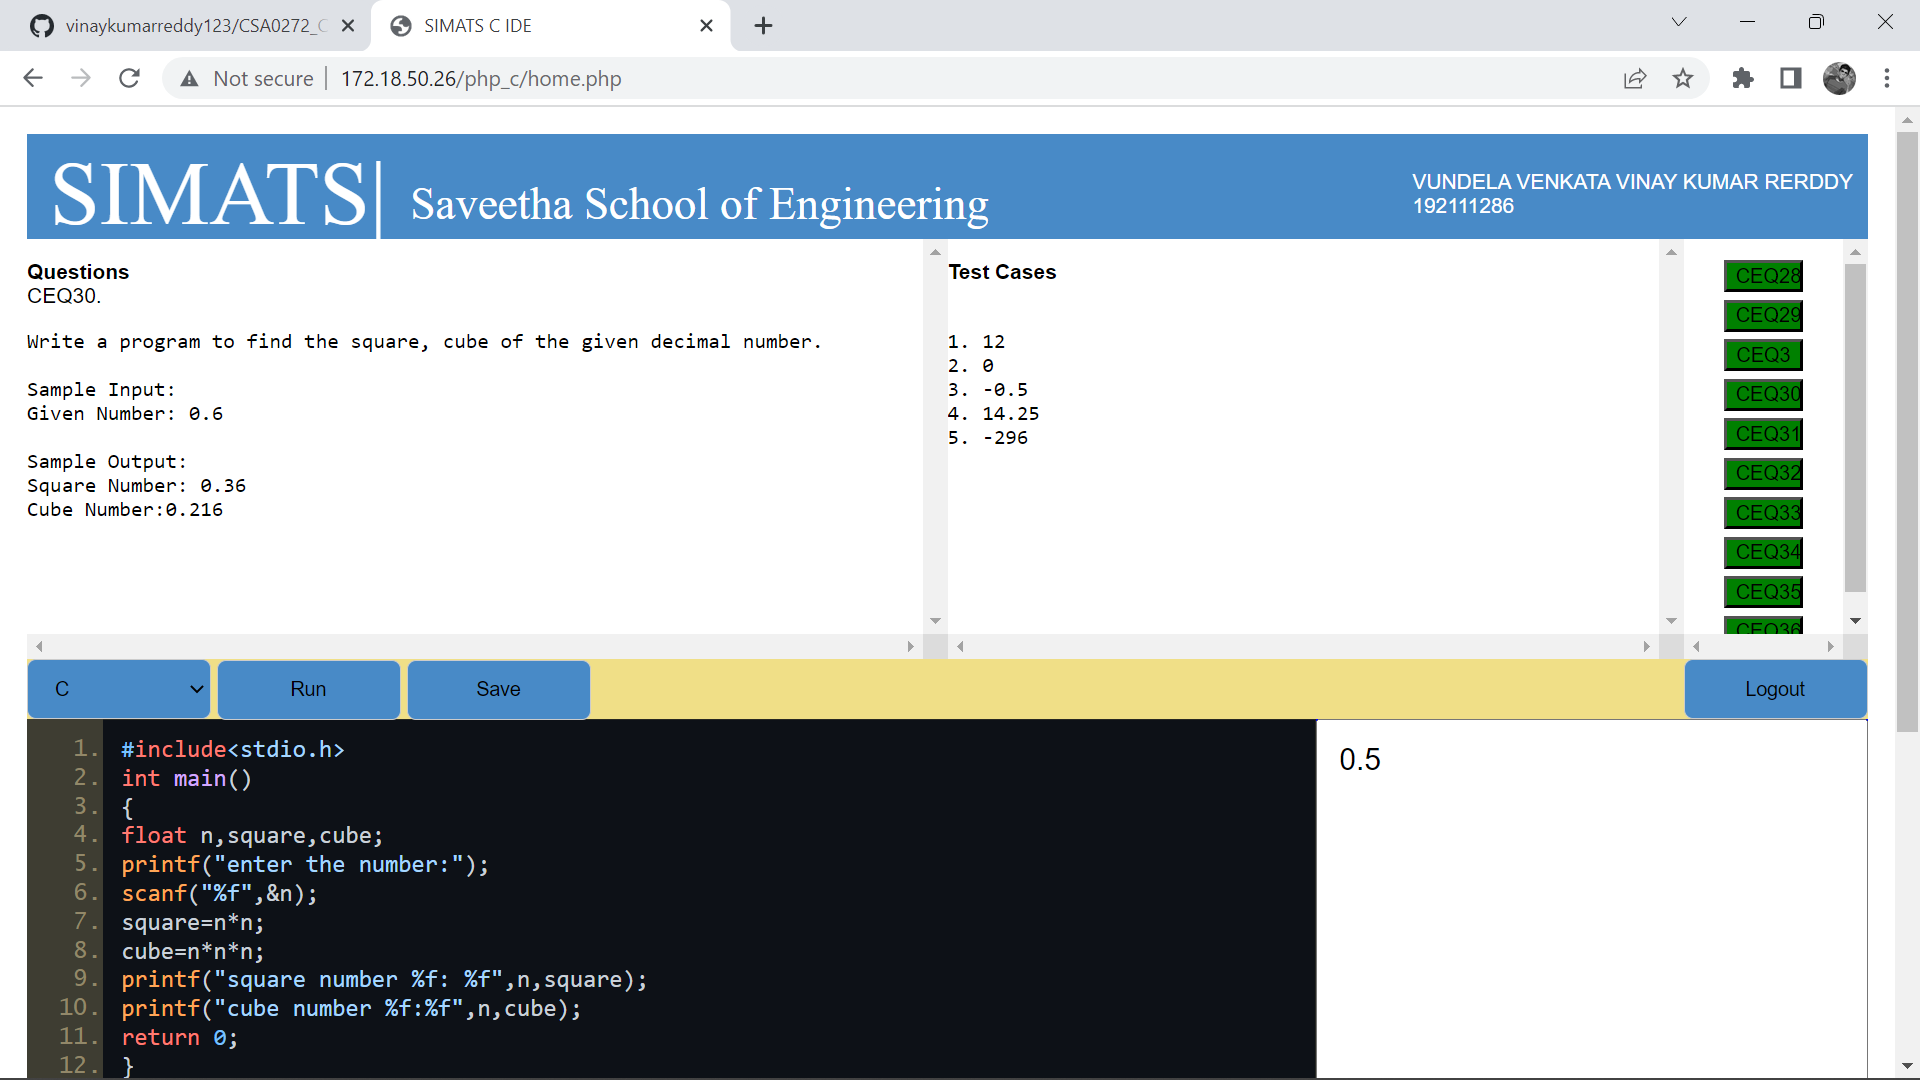 vinaykumarreddy123/CSA0272_C
SIMATS C IDE
Not secure
172.18.50.26/php_c/home.php
SIMATS| Saveetha School of Engineering
VUNDELA VENKATA VINAY KUMAR RERDDY
192111286
Questions
CEQ30.
Write a program to find the square, cube of the given decimal number.
Sample Input:
Given Number: 0.6
Sample Output:
Square Number: 0.36
Cube Number:0.216
Test Cases
1. 12
2. 0
3. -0.5
4. 14.25
5. -296
CEQ28
CEQ29
CEQ3
CEQ30
CEQ31
CEQ32
CEQ33
CEQ34
CEQ35
CEQ36
C
Run
Save
Logout
1. #include<stdio.h>
2. int main()
3. {
4. float n,square,cube;
5. printf("enter the number:");
6. scanf("%f",&n);
7. square=n*n;
8. cube=n*n*n;
9. printf("square number %f: %f",n,square);
10. printf("cube number %f:%f",n,cube);
11. return 0;
12. }
0.5